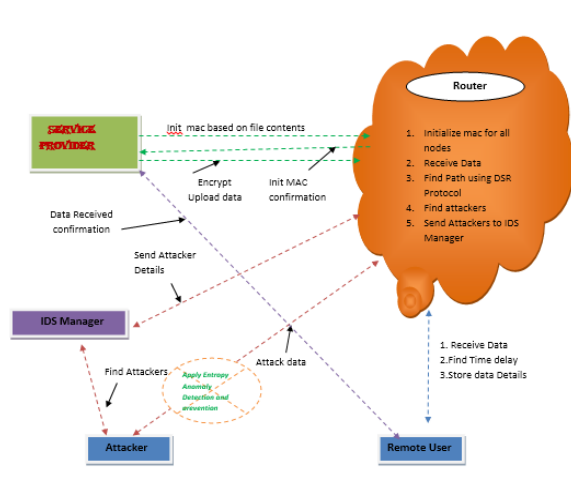 Router
SERVICE
PROVIDER
Init mac based on file contents
1. Initialize mac for all
nodes
2. Receive Data
3. Find Path using DSR
Protocol
4. Find attackers
5. Send Attackers to IDS
Manager
Encrypt
Upload data
Init MAC
confirmation
Data Received
confirmation
Send Attacker
Details
IDS Manager
1. Receive Data
2.Find Time delay
3.Store data Details
Attack data
Find Attackers
Apply Entropy
Anomaly
Detection and
prevention
Attacker
Remote User